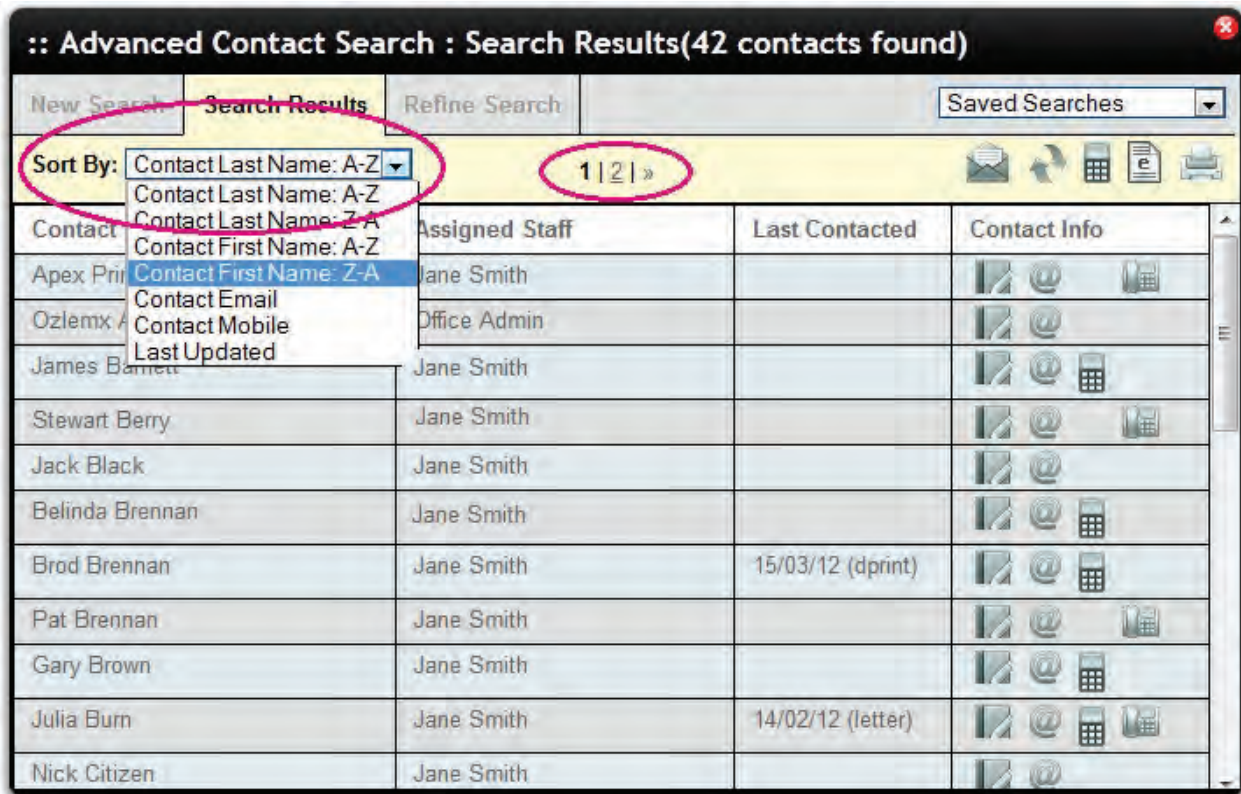 :: Advanced Contact Search : Search Results(42 contacts found)
New Search Search Results Refine Search Saved Searches
Sort By: Contact Last Name: A-Z 1 | 2 | »
Contact Last Name: A-Z
Contact Last Name: Z-A
Contact First Name: A-Z
Contact First Name: Z-A
Contact Email
Contact Mobile
Last Updated
Contact Assigned Staff Last Contacted Contact Info
Apex Jane Smith
Ozlemx Office Admin
James Barnett Jane Smith
Stewart Berry Jane Smith
Jack Black Jane Smith
Belinda Brennan Jane Smith
Brod Brennan Jane Smith 15/03/12 (dprint)
Pat Brennan Jane Smith
Gary Brown Jane Smith
Julia Burn Jane Smith 14/02/12 (letter)
Nick Citizen Jane Smith